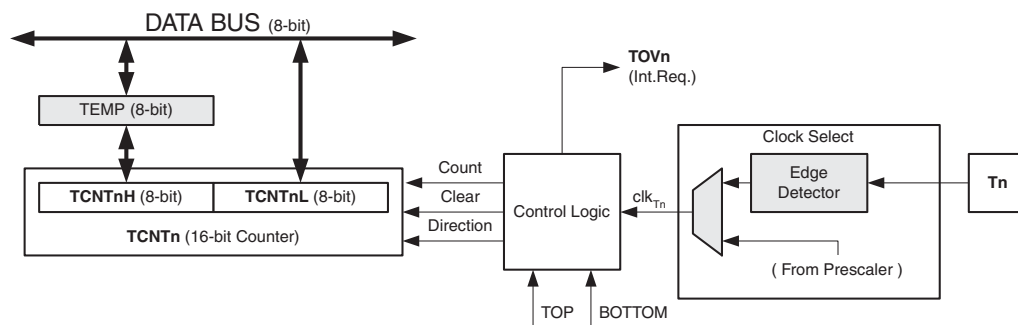 DATA BUS (8-bit)
TOVn
(Int.Req.)
TEMP (8-bit)
Clock Select
Count
Edge
Detector
Tn
TCNTnH (8-bit) TCNTnL (8-bit)
Clear
Control Logic
clkTn
TCNTn (16-bit Counter)
Direction
( From Prescaler )
TOP
BOTTOM